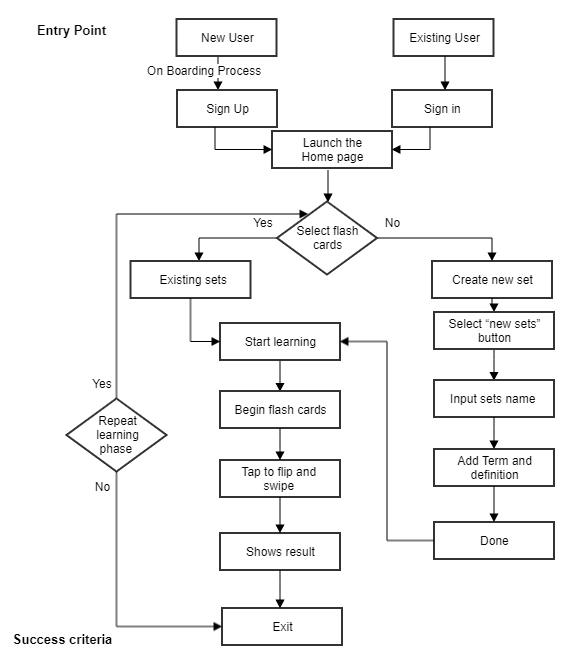 Entry Point
New User
Existing User
On Boarding Process
Sign Up
Sign in
Launch the
Home page
Yes
Select flash
cards
No
Existing sets
Create new set
Select “new sets”
button
Start learning
Yes
Input sets name
Begin flash cards
Repeat
learning
phase
No
Tap to flip and
swipe
Add Term and
definition
Done
Shows result
Exit
Success criteria